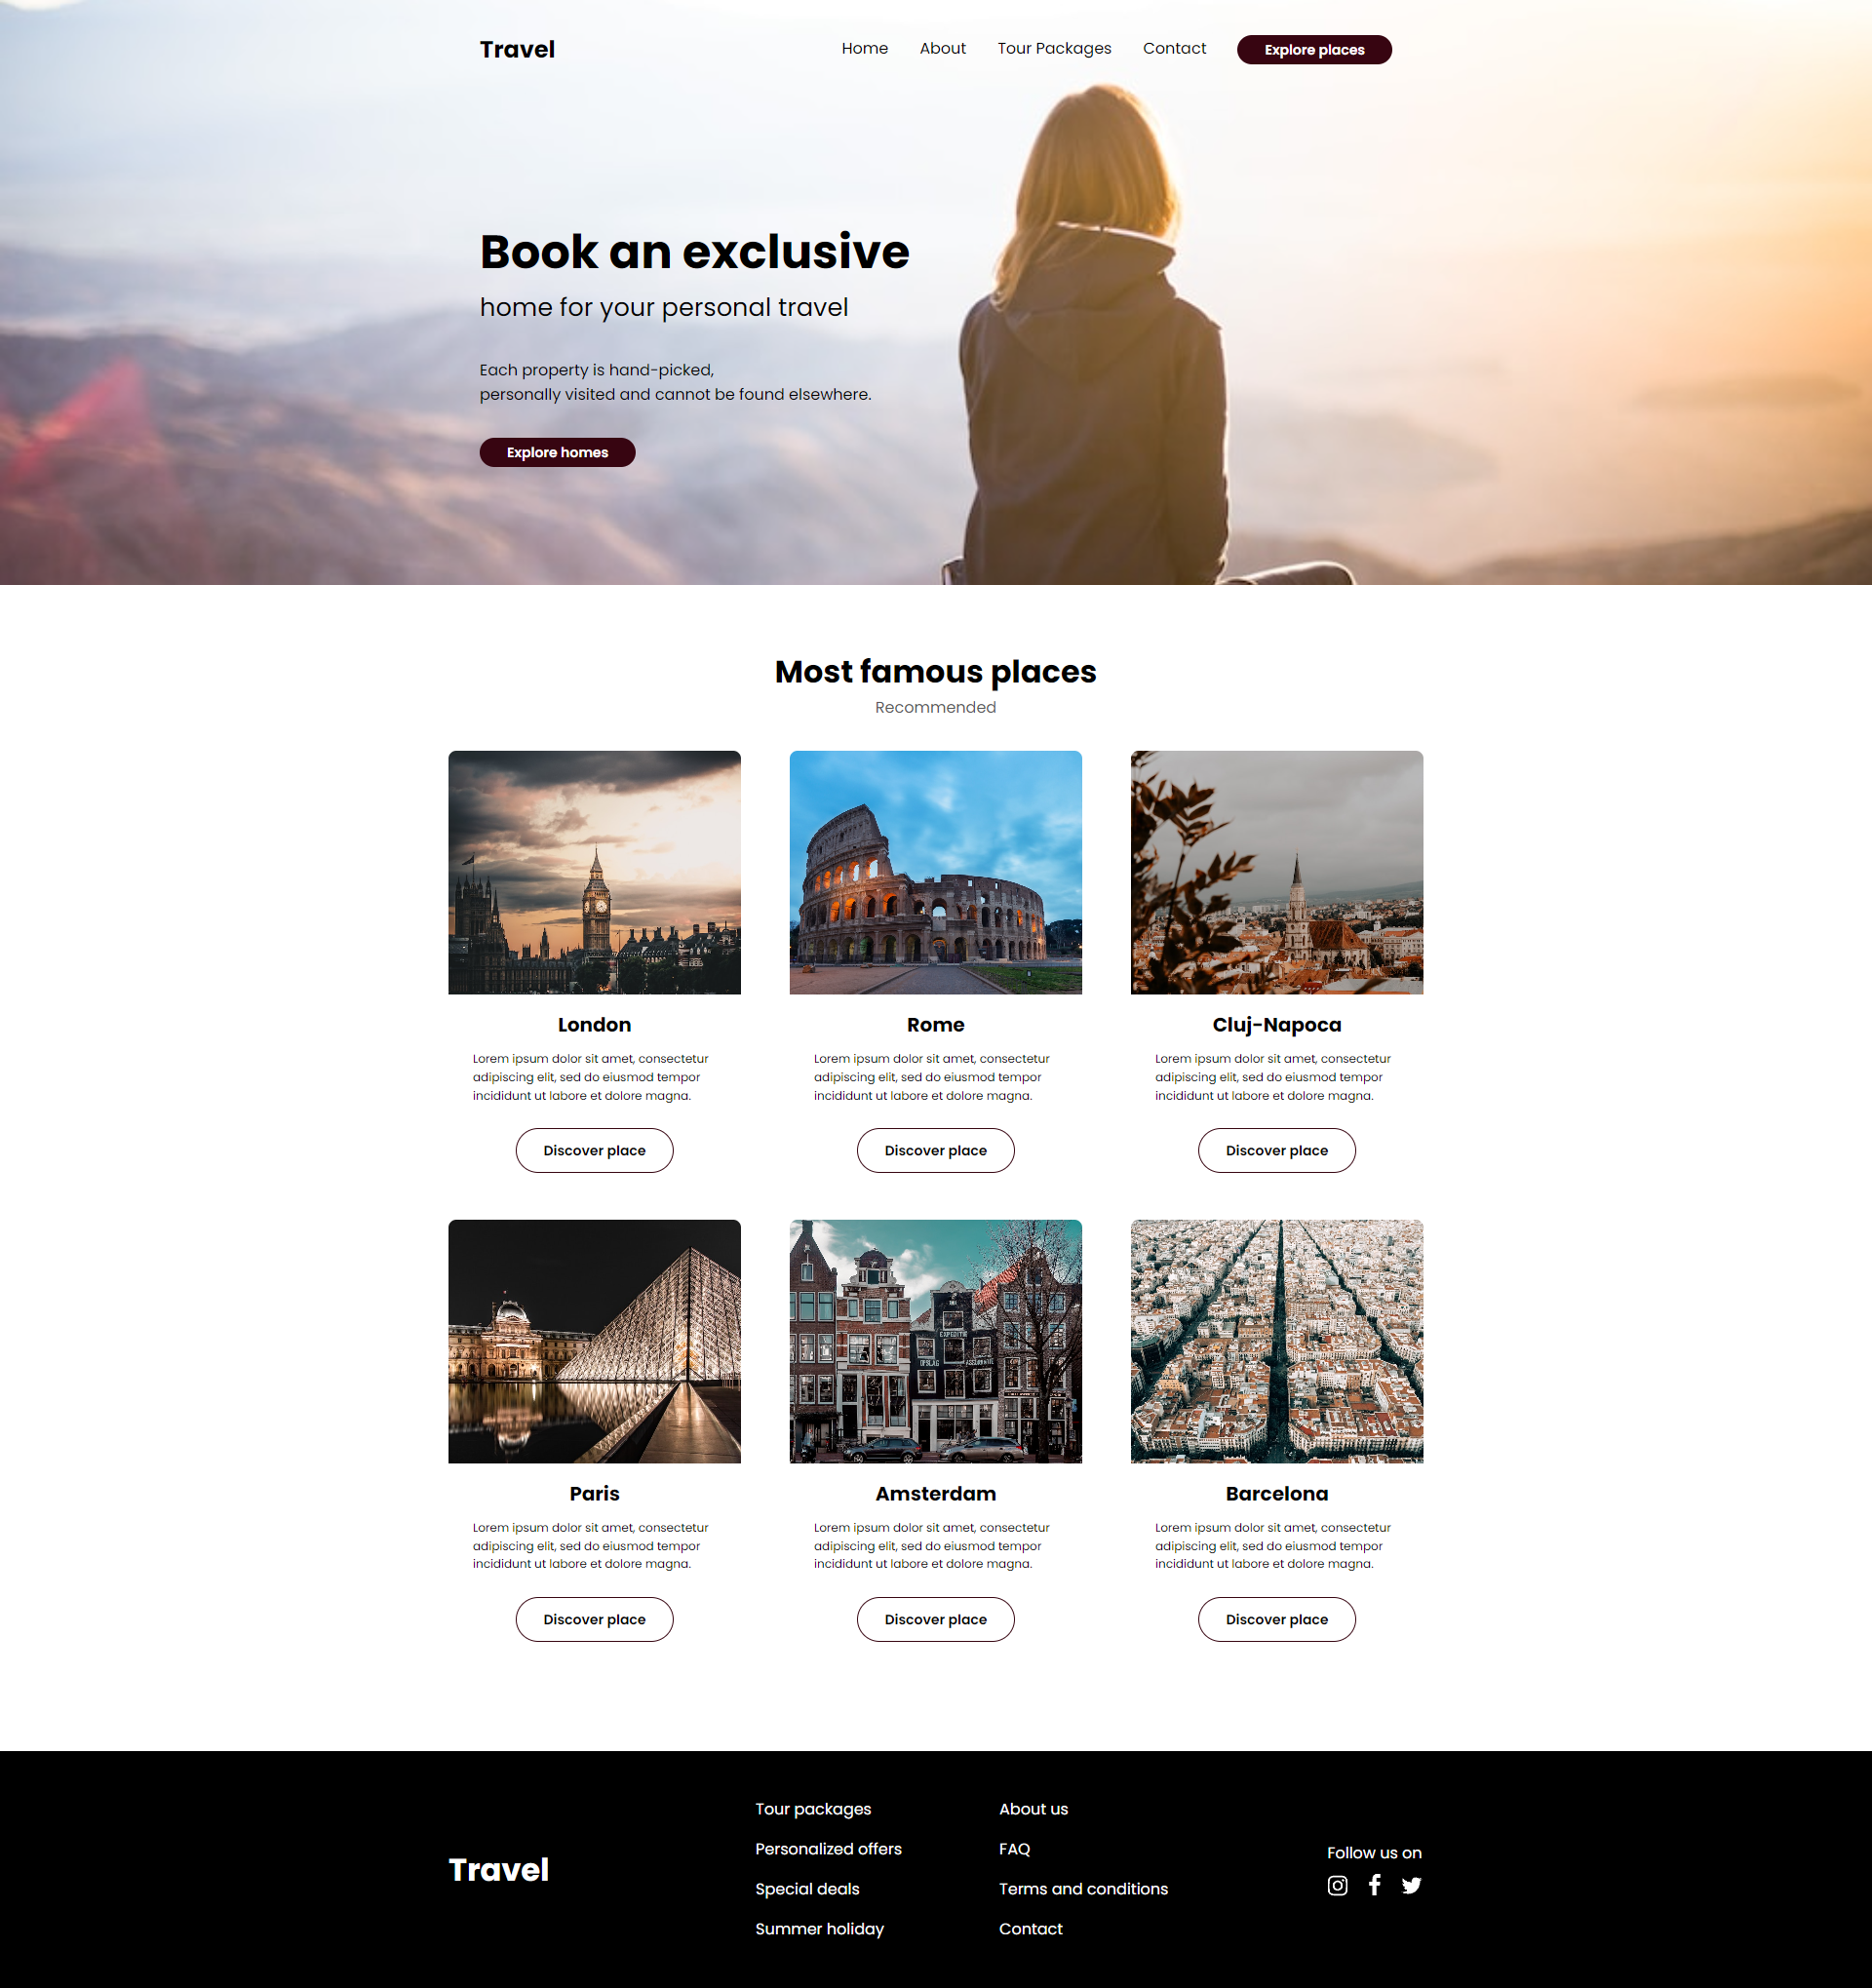 Travel
Home
About
Tour Packages
Contact
Explore places
Book an exclusive
home for your personal travel
Each property is hand-picked,
personally visited and cannot be found elsewhere.
Explore homes
Most famous places
Recommended
London
Lorem ipsum dolor sit amet, consectetur
adipiscing elit, sed do eiusmod tempor
incididunt ut labore et dolore magna.
Discover place
Rome
Lorem ipsum dolor sit amet, consectetur
adipiscing elit, sed do eiusmod tempor
incididunt ut labore et dolore magna.
Discover place
Cluj-Napoca
Lorem ipsum dolor sit amet, consectetur
adipiscing elit, sed do eiusmod tempor
incididunt ut labore et dolore magna.
Discover place
EXPEDITIE
OPSLAG
ASSURANTIE
Paris
Lorem ipsum dolor sit amet, consectetur
adipiscing elit, sed do eiusmod tempor
incididunt ut labore et dolore magna.
Discover place
Amsterdam
Lorem ipsum dolor sit amet, consectetur
adipiscing elit, sed do eiusmod tempor
incididunt ut labore et dolore magna.
Discover place
Barcelona
Lorem ipsum dolor sit amet, consectetur
adipiscing elit, sed do eiusmod tempor
incididunt ut labore et dolore magna.
Discover place
Travel
Tour packages
Personalized offers
Special deals
Summer holiday
About us
FAQ
Terms and conditions
Contact
Follow us on